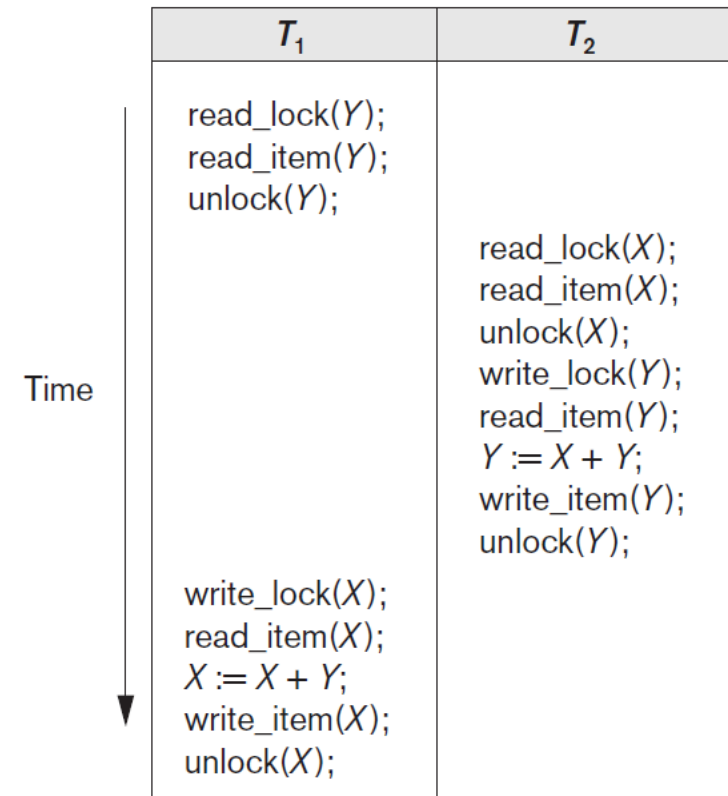 T₁ T₂
read_lock(Y);
read_item(Y);
unlock(Y);
read_lock(X);
read_item(X);
unlock(X);
write_lock(Y);
read_item(Y);
Y := X + Y;
write_item(Y);
unlock(Y);
Time
write_lock(X);
read_item(X);
X := X + Y;
write_item(X);
unlock(X);